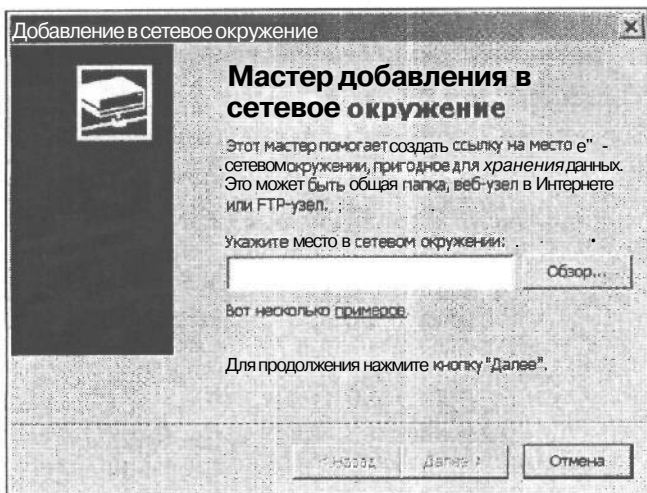 Добавление в сетевое окружение
Мастер добавления в
сетевое окружение
Этот мастер помогает создать ссылку на место е" -
.сетевом окружении, пригодное для хранения данных.
Это может быть общая папка, веб-узел в Интернете
или FTP-узел. ;
Укажите место в сетевом окружении: .
Обзор...
Вот несколько примеров.
Для продолжения нажмите кнопку "Далее".
< Назад Далее > Отмена